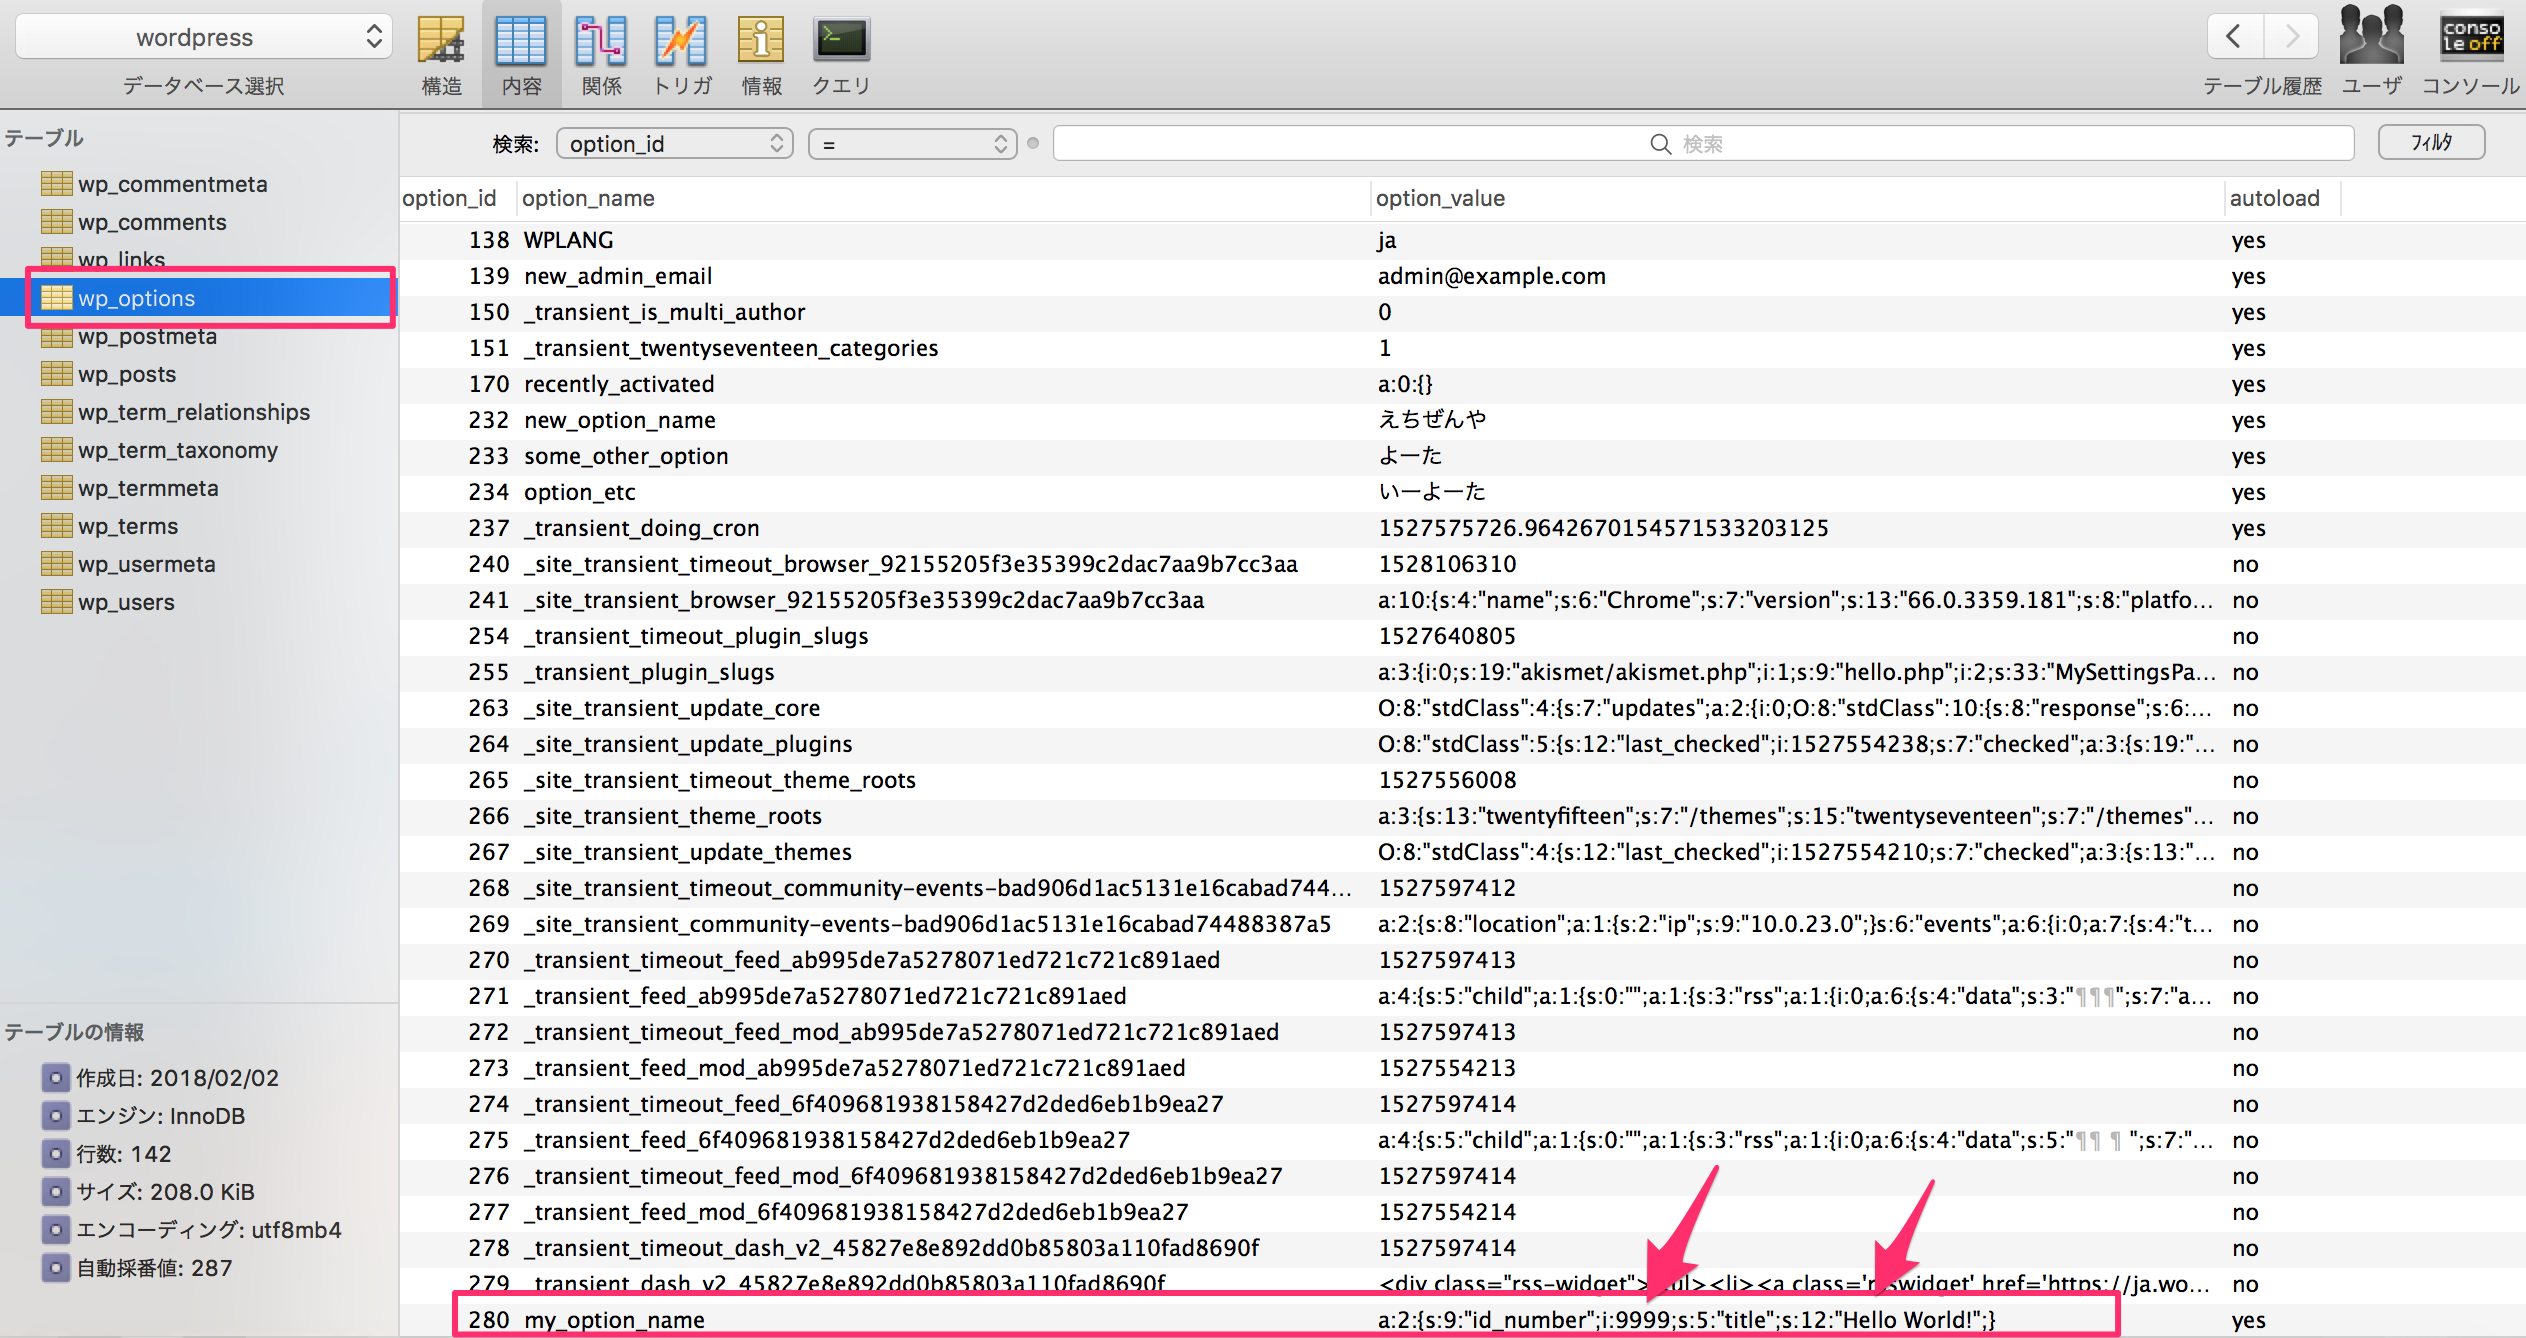 wordpress
データベース選択
構造
内容
関係
トリガ
情報
クエリ
テーブル履歴
ユーザ
conso
le off
コンソール
テーブル
wp_commentmeta
wp_comments
wp_links
wp_options
wp_postmeta
wp_posts
wp_term_relationships
wp_term_taxonomy
wp_termmeta
wp_terms
wp_usermeta
wp_users
テーブルの情報
作成日: 2018/02/02
エンジン: InnoDB
行数: 142
サイズ: 208.0 KiB
エンコーディング: utf8mb4
自動採番値: 287
検索: option_id = 検索 フィルタ
option_id option_name option_value autoload
138 WPLANG ja yes
139 new_admin_email admin@example.com yes
150 _transient_is_multi_author 0 yes
151 _transient_twentyseventeen_categories 1 yes
170 recently_activated a:0:{} yes
232 new_option_name えちぜんや yes
233 some_other_option よーた yes
234 option_etc いーよーた yes
237 _transient_doing_cron 1527575726.9642670154571533203125 yes
240 _site_transient_timeout_browser_92155205f3e35399c2dac7aa9b7cc3aa 1528106310 no
241 _site_transient_browser_92155205f3e35399c2dac7aa9b7cc3aa a:10:{s:4:"name";s:6:"Chrome";s:7:"version";s:13:"66.0.3359.181";s:8:"platfo... no
254 _transient_timeout_plugin_slugs 1527640805 no
255 _transient_plugin_slugs a:3:{i:0;s:19:"akismet/akismet.php";i:1;s:9:"hello.php";i:2;s:33:"MySettingsPa... no
263 _site_transient_update_core O:8:"stdClass":4:{s:7:"updates";a:2:{i:0;O:8:"stdClass":10:{s:8:"response";s:6:... no
264 _site_transient_update_plugins O:8:"stdClass":5:{s:12:"last_checked";i:1527554238;s:7:"checked";a:3:{s:19:"... no
265 _site_transient_timeout_theme_roots 1527556008 no
266 _site_transient_theme_roots a:3:{s:13:"twentyfifteen";s:7:"/themes";s:15:"twentyseventeen";s:7:"/themes"... no
267 _site_transient_update_themes O:8:"stdClass":4:{s:12:"last_checked";i:1527554210;s:7:"checked";a:3:{s:13:"... no
268 _site_transient_timeout_community-events-bad906d1ac5131e16cabad744... 1527597412 no
269 _site_transient_community-events-bad906d1ac5131e16cabad74488387a5 a:2:{s:8:"location";a:1:{s:2:"ip";s:9:"10.0.23.0";}s:6:"events";a:6:{i:0;a:7:{s:4:"t... no
270 _transient_timeout_feed_ab995de7a5278071ed721c721c891aed 1527597413 no
271 _transient_feed_ab995de7a5278071ed721c721c891aed a:4:{s:5:"child";a:1:{s:0:"";a:1:{s:3:"rss";a:1:{i:0;a:6:{s:4:"data";s:3:"¶¶¶";s:7:"a... no
272 _transient_timeout_feed_mod_ab995de7a5278071ed721c721c891aed 1527597413 no
273 _transient_feed_mod_ab995de7a5278071ed721c721c891aed 1527554213 no
274 _transient_timeout_feed_6f409681938158427d2ded6eb1b9ea27 1527597414 no
275 _transient_feed_6f409681938158427d2ded6eb1b9ea27 a:4:{s:5:"child";a:1:{s:0:"";a:1:{s:3:"rss";a:1:{i:0;a:6:{s:4:"data";s:5:"¶¶ ¶ ";s:7:"... no
276 _transient_timeout_feed_mod_6f409681938158427d2ded6eb1b9ea27 1527597414 no
277 _transient_feed_mod_6f409681938158427d2ded6eb1b9ea27 1527554214 no
278 _transient_timeout_dash_v2_45827e8e892dd0b85803a110fad8690f 1527597414 no
279 _transient_dash_v2_45827e8e892dd0b85803a110fad8690f <div class="rss-widget"><ul><li><a class='rsswidget' href='https://ja.wo... no
280 my_option_name a:2:{s:9:"id_number";i:9999;s:5:"title";s:12:"Hello World!";} yes